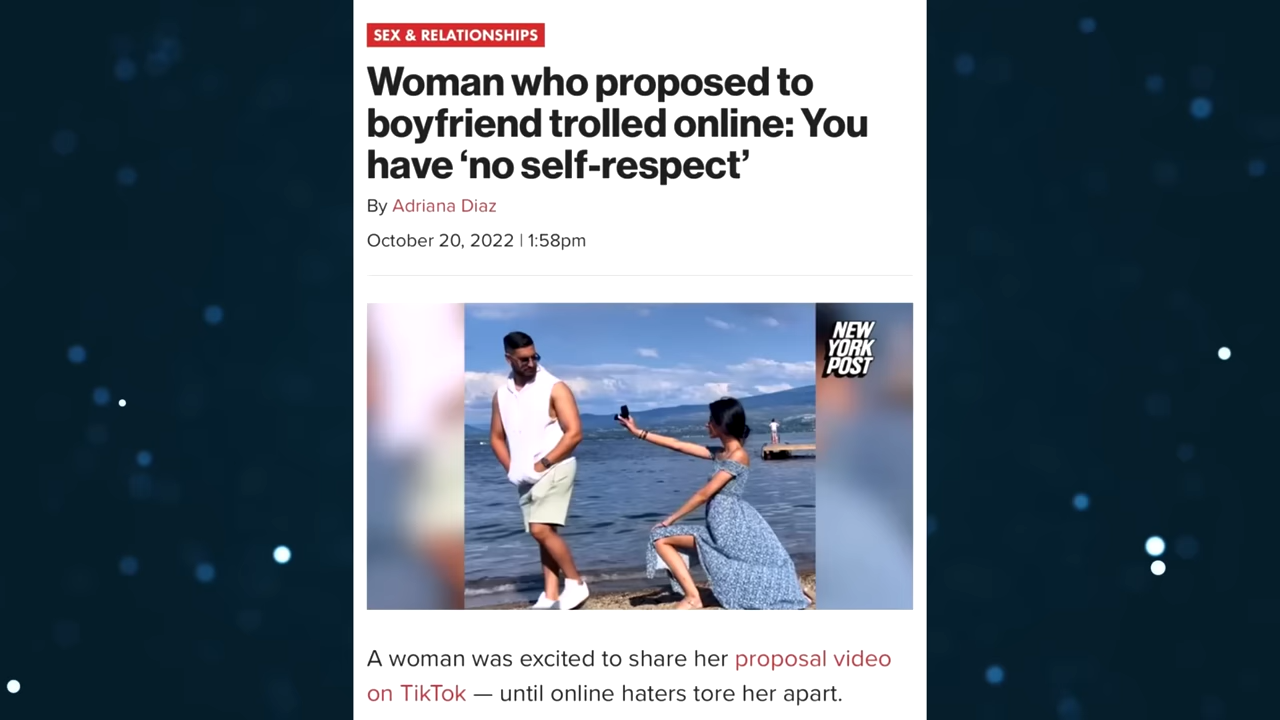 SEX & RELATIONSHIPS
Woman who proposed to
boyfriend trolled online: You
have ‘no self-respect’
By Adriana Diaz
October 20, 2022 | 1:58pm
NEW
YORK
POST
A woman was excited to share her proposal video
on TikTok — until online haters tore her apart.